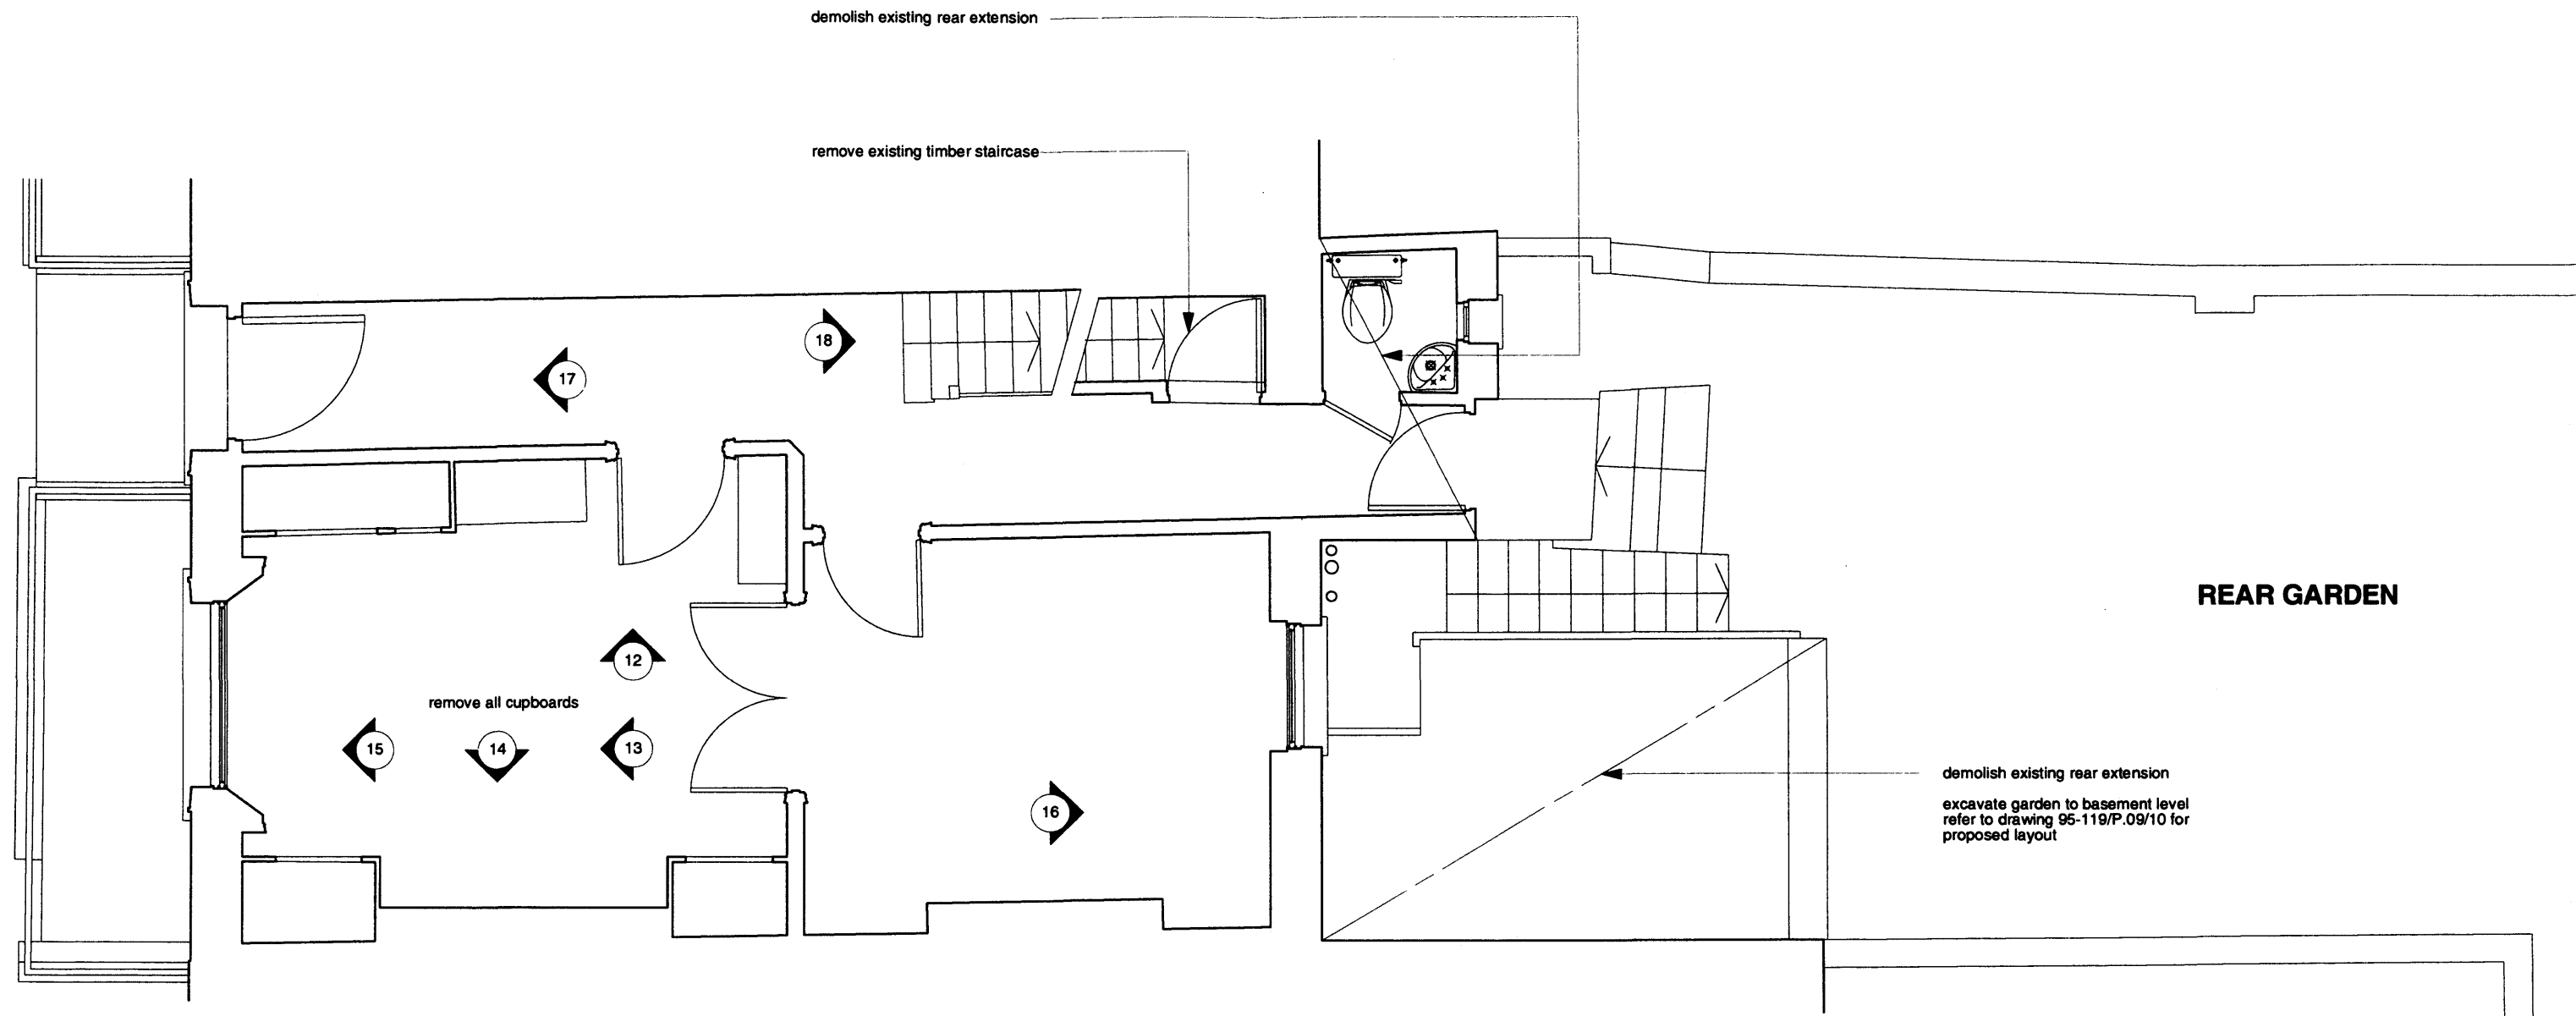 demolish existing rear extension
remove existing timber staircase
18
17
REAR GARDEN
12
remove all cupboards
15
14
13
16
demolish existing rear extension
excavate garden to basement level
refer to drawing 95-119/P.09/10 for
proposed layout